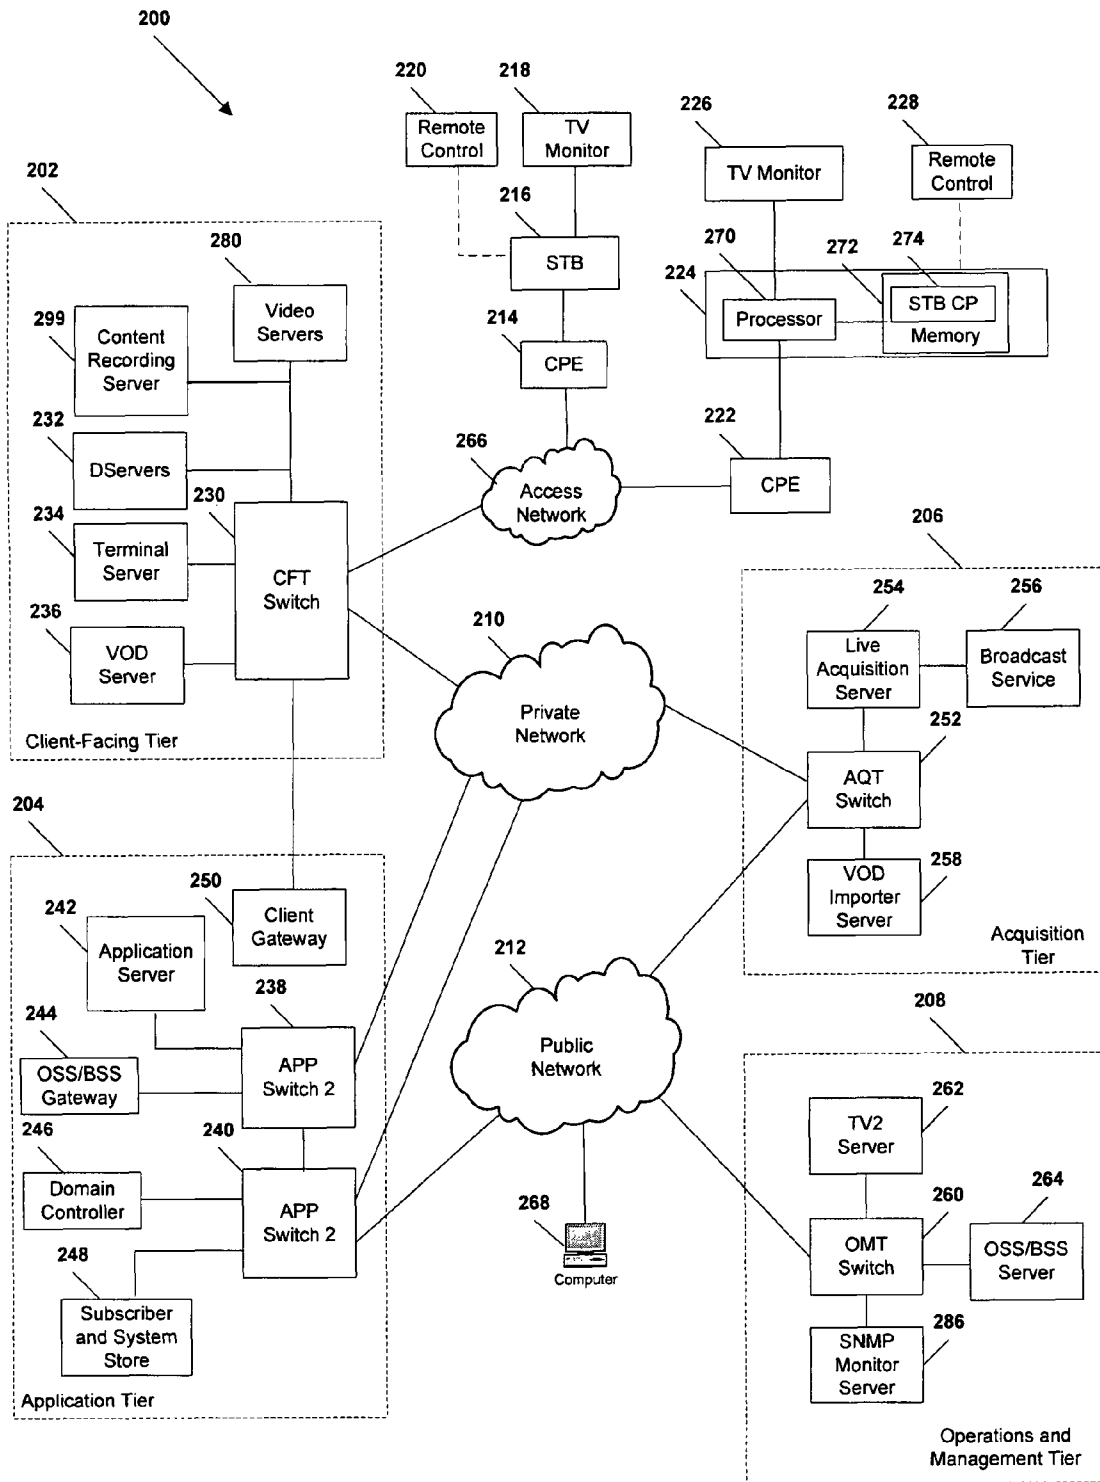 200
220
218
226
228
Remote
Control
TV
Monitor
TV Monitor
Remote
Control
202
216
280
STB
270
272
274
224
STB CP
Processor
Memory
299
Content
Recording
Server
Video
Servers
214
CPE
232
DServers
266
Access
Network
222
CPE
230
234
Terminal
Server
CFT
Switch
206
236
VOD
Server
210
254
256
Live
Acquisition
Server
Broadcast
Service
Private
Network
252
Client-Facing Tier
AQT
Switch
204
250
258
242
Client
Gateway
VOD
Importer
Server
Application
Server
212
Acquisition
Tier
238
208
244
OSS/BSS
Gateway
APP
Switch 2
Public
Network
262
TV2
Server
246
240
264
Domain
Controller
260
APP
Switch 2
268
OMT
Switch
OSS/BSS
Server
248
Computer
Subscriber
and System
Store
286
SNMP
Monitor
Server
Application Tier
Operations and
Management Tier